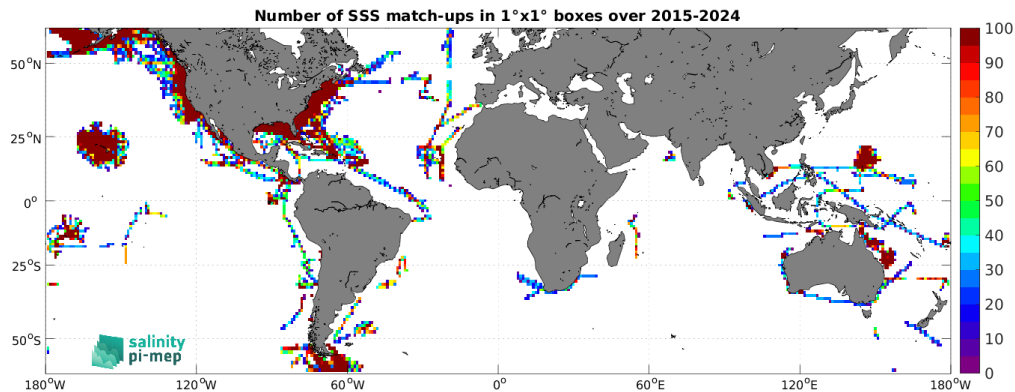 Number of SSS match-ups in 1°x1° boxes over 2015-2024
50°N
25°N
0°
25°S
50°S
180°W
120°W
60°W
0°
60°E
120°E
180°W
100
90
80
70
60
50
40
30
20
10
0
salinity
pi-mep